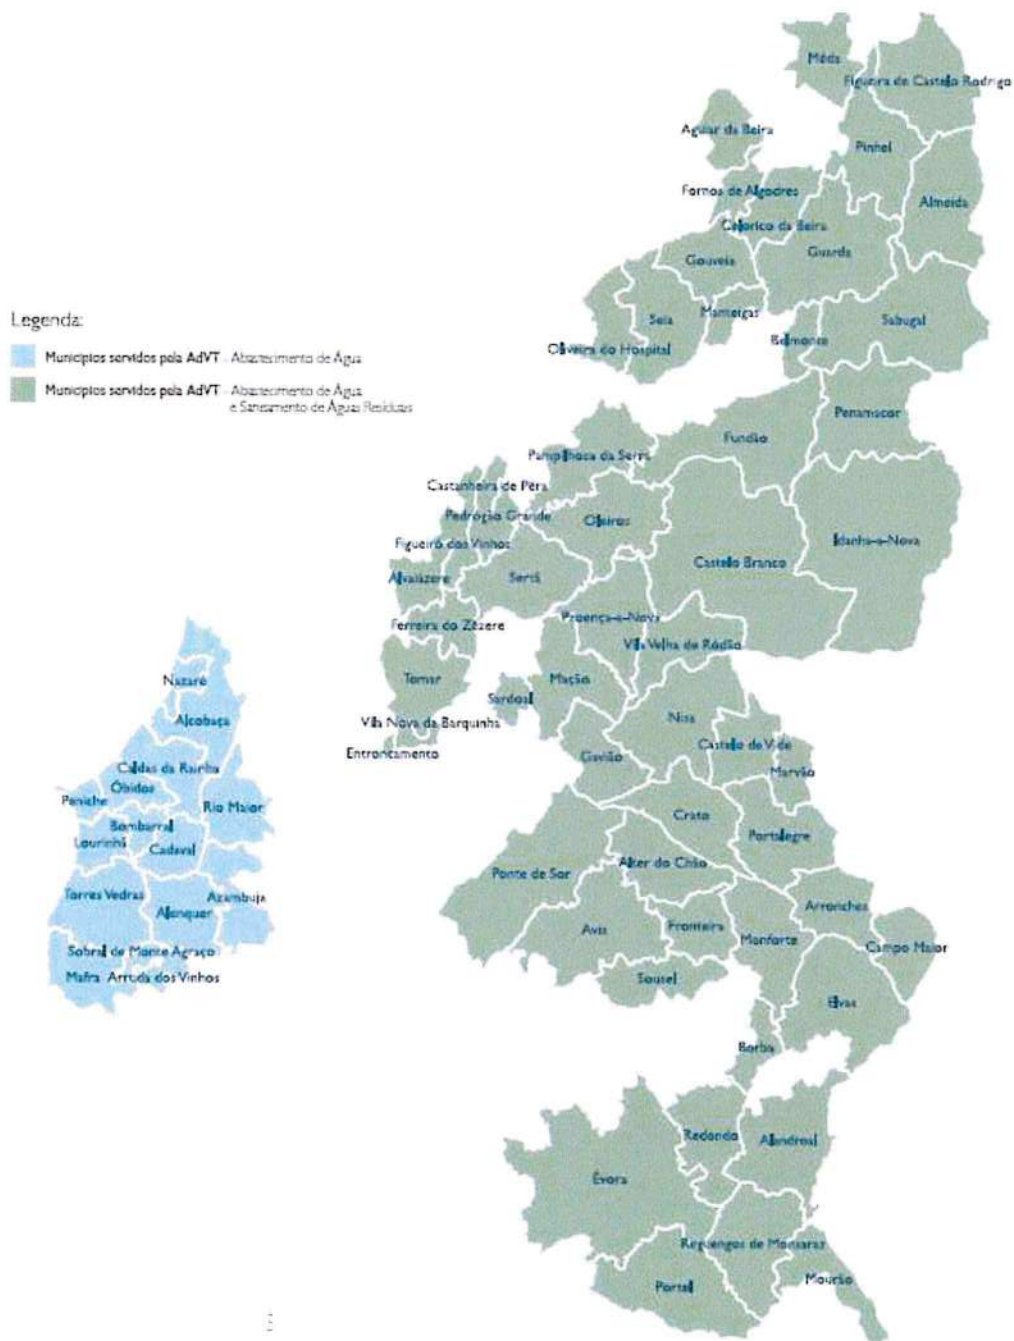 Mêda
Figueira de Castelo Rodrigo
Aguiar da Beira
Pinhel
Fornos de Algodres
Almeida
Celorico da Beira
Guarda
Gouveia
Legenda:
Manteigas
Seia
Sabugal
Belmonte
Oliveira do Hospital
Municípios servidos pela AdVT - Abastecimento de Água
Municípios servidos pela AdVT - Abastecimento de Água
e Saneamento de Águas Residuais
Penamacor
Fundão
Pampilhosa da Serra
Castanheira de Pêra
Pedrógão Grande
Oleiros
Idanha-a-Nova
Figueiró dos Vinhos
Castelo Branco
Alvaiázere
Sertã
Proença-a-Nova
Ferreira do Zêzere
Vila Velha de Ródão
Tomar
Mação
Nazaré
Sardoal
Nisa
Alcobaça
Vila Nova da Barquinha
Castelo de Vide
Entroncamento
Gavião
Caldas da Rainha
Marvão
Óbidos
Peniche
Rio Maior
Crato
Bombarral
Portalegre
Lourinhã
Cadaval
Alter do Chão
Ponte de Sor
Torres Vedras
Azambuja
Arronches
Alenquer
Fronteira
Avis
Monforte
Campo Maior
Sobral de Monte Agraço
Mafra
Arruda dos Vinhos
Sousel
Elvas
Borba
Redondo
Alandroal
Évora
Reguengos de Monsaraz
Mourão
Portel